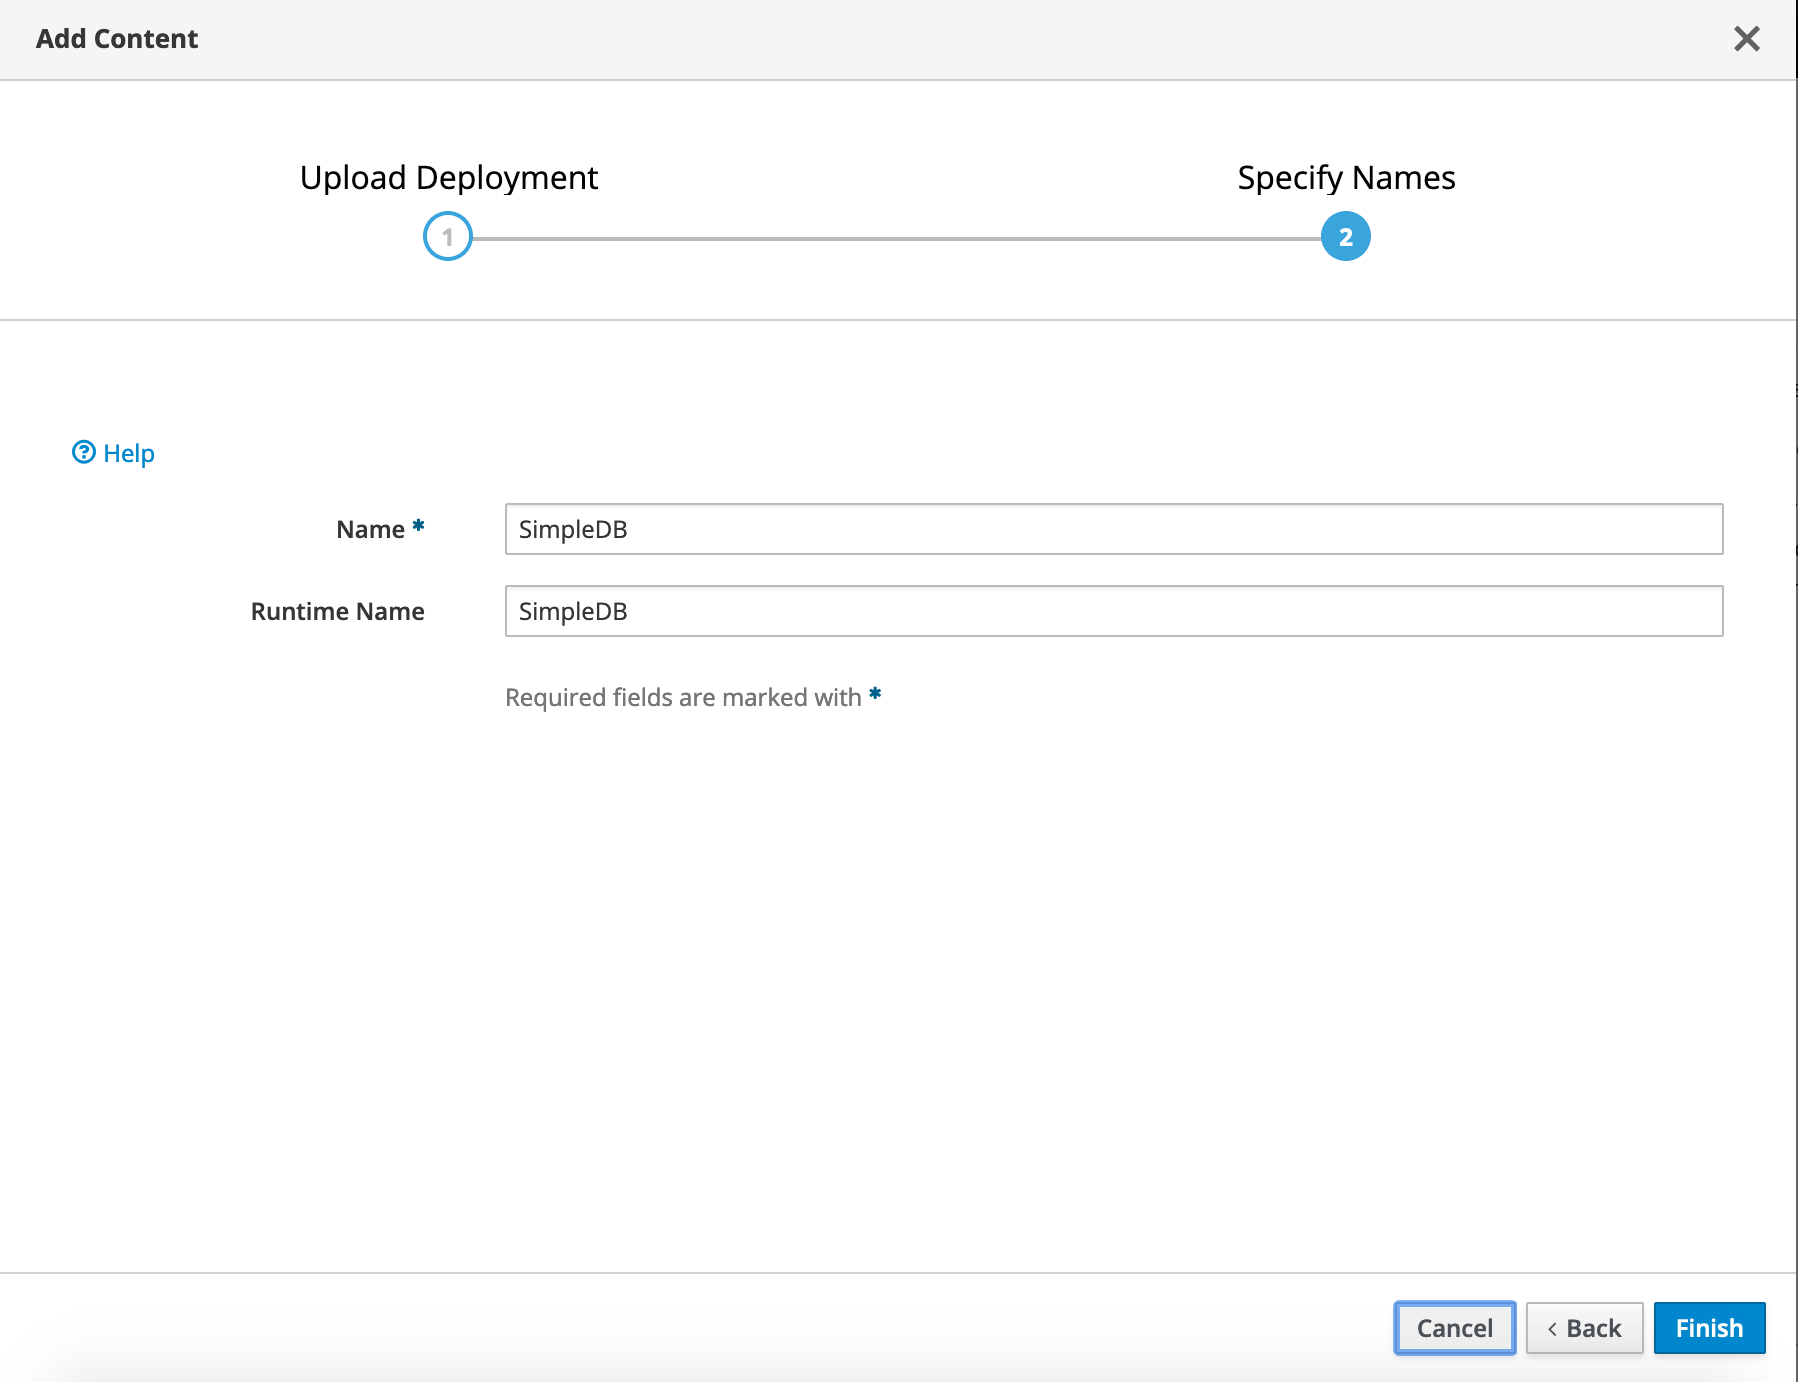 Add Content
Upload Deployment
Specify Names
1
2
Help
Name *
SimpleDB
Runtime Name
SimpleDB
Required fields are marked with *
Cancel
< Back
Finish